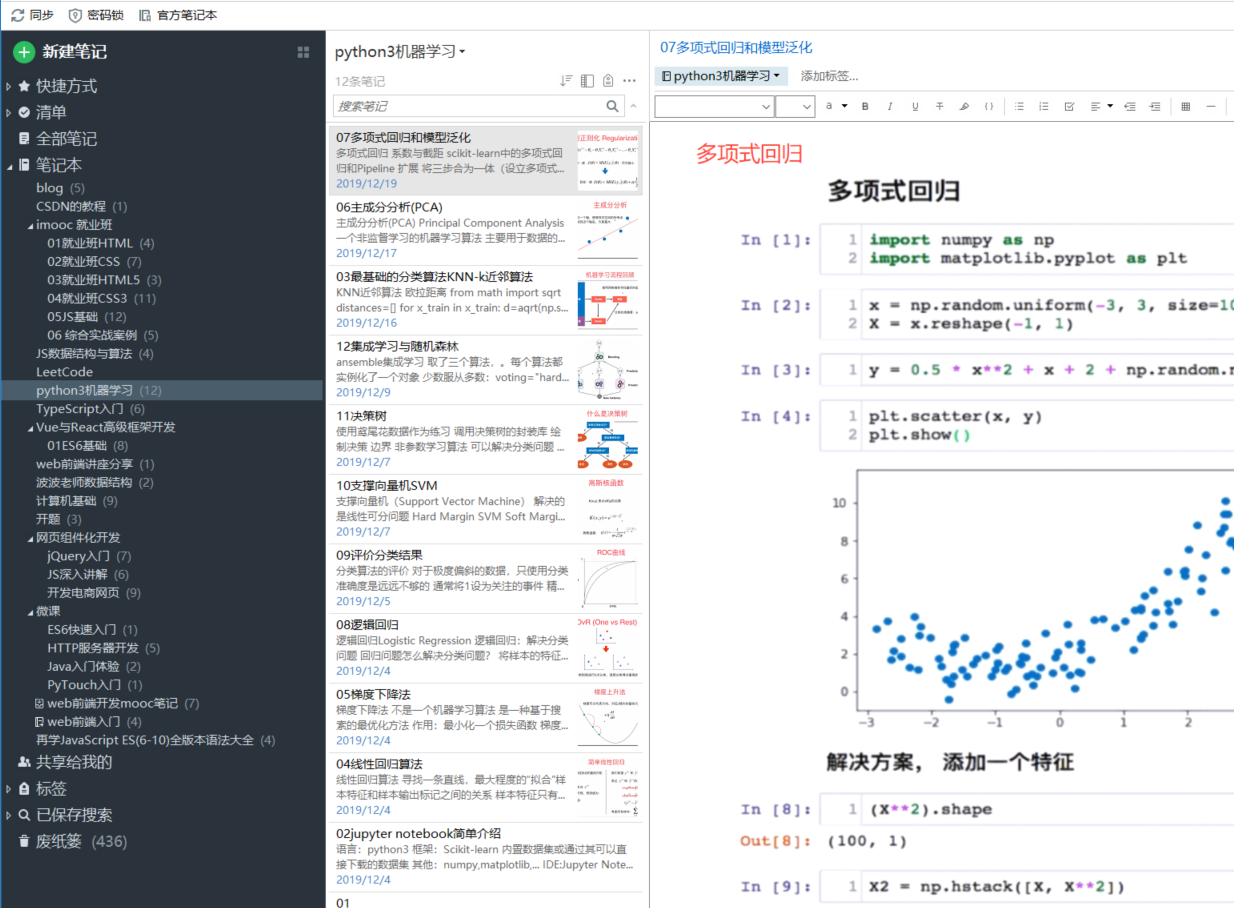 同步 密码锁 官方笔记本
新建笔记
快捷方式
清单
全部笔记
笔记本
blog (5)
CSDN的教程 (1)
imooc 就业班
01就业班HTML (4)
02就业班CSS (7)
03就业班HTML5 (3)
04就业班CSS3 (11)
05JS基础 (12)
06 综合实战案例 (5)
JS数据结构与算法 (4)
LeetCode
python3机器学习 (12)
TypeScript入门 (6)
Vue与React高级框架开发
01ES6基础 (8)
web前端讲座分享 (1)
波波老师数据结构 (2)
计算机基础 (9)
开题 (3)
网页组件化开发
jQuery入门 (7)
JS深入讲解 (6)
开发电商网页 (9)
微课
ES6快速入门 (1)
HTTP服务器开发 (5)
Java入门体验 (2)
PyTouch入门 (1)
web前端开发mooc笔记 (7)
web前端入门 (4)
再学JavaScript ES(6-10)全版本语法大全 (4)
共享给我的
标签
已保存搜索
废纸篓 (436)
python3机器学习
12条笔记
搜索笔记
07多项式回归和模型泛化
多项式回归 系数与截距 scikit-learn中的多项式回
归和Pipeline 扩展 将三步合为一体（设立多项式...
2019/12/19
06主成分分析(PCA)
主成分分析(PCA) Principal Component Analysis
一个非监督学习的机器学习算法 主要用于数据的...
2019/12/17
主成分分析
03最基础的分类算法KNN-k近邻算法
KNN近邻算法 欧拉距离 from math import sqrt
distances=[] for x_train in x_train: d=aqrt(np.s...
2019/12/16
机器学习流程回顾
12集成学习与随机森林
ansemble集成学习 取了三个算法，。每个算法都
实例化了一个对象 少数服从多数：voting="hard...
2019/12/9
11决策树
使用鸢尾花数据作为练习 调用决策树的封装库 绘
制决策 边界 非参数学习算法 可以解决分类问题 ...
2019/12/7
什么是决策树
10支撑向量机SVM
支撑向量机（Support Vector Machine） 解决的
是线性可分问题 Hard Margin SVM Soft Margi...
2019/12/7
高斯核函数
09评价分类结果
分类算法的评价 对于极度偏斜的数据，只使用分类
准确度是远远不够的 通常将1设为关注的事件 精...
2019/12/5
ROC曲线
08逻辑回归
逻辑回归Logistic Regression 逻辑回归：解决分类
问题 回归问题怎么解决分类问题？ 将样本的特征...
2019/12/4
OvR (One vs Rest)
05梯度下降法
梯度下降法 不是一个机器学习算法 是一种基于搜
索的最优化方法 作用：最小化一个损失函数 梯度...
2019/12/4
梯度上升法
04线性回归算法
线性回归算法 寻找一条直线，最大程度的"拟合"样
本特征和样本输出标记之间的关系 样本特征只有...
2019/12/4
简单线性回归
02jupyter notebook简单介绍
语言：python3 框架：Scikit-learn 内置数据集或通过其可以直
接下载的数据集 其他：numpy,matplotlib,... IDE:Jupyter Note...
2019/12/4
01
07多项式回归和模型泛化
python3机器学习 添加标签...
a B I U T
多项式回归
多项式回归
In [1]: 1 import numpy as np
2 import matplotlib.pyplot as plt
In [2]: 1 x = np.random.uniform(-3, 3, size=10
2 X = x.reshape(-1, 1)
In [3]: 1 y = 0.5 * x**2 + x + 2 + np.random.n
In [4]: 1 plt.scatter(x, y)
2 plt.show()
10
8
6
4
2
0
-3 -2 -1 0 1 2
解决方案， 添加一个特征
In [8]: 1 (X**2).shape
Out[8]: (100, 1)
In [9]: 1 X2 = np.hstack([X, X**2])